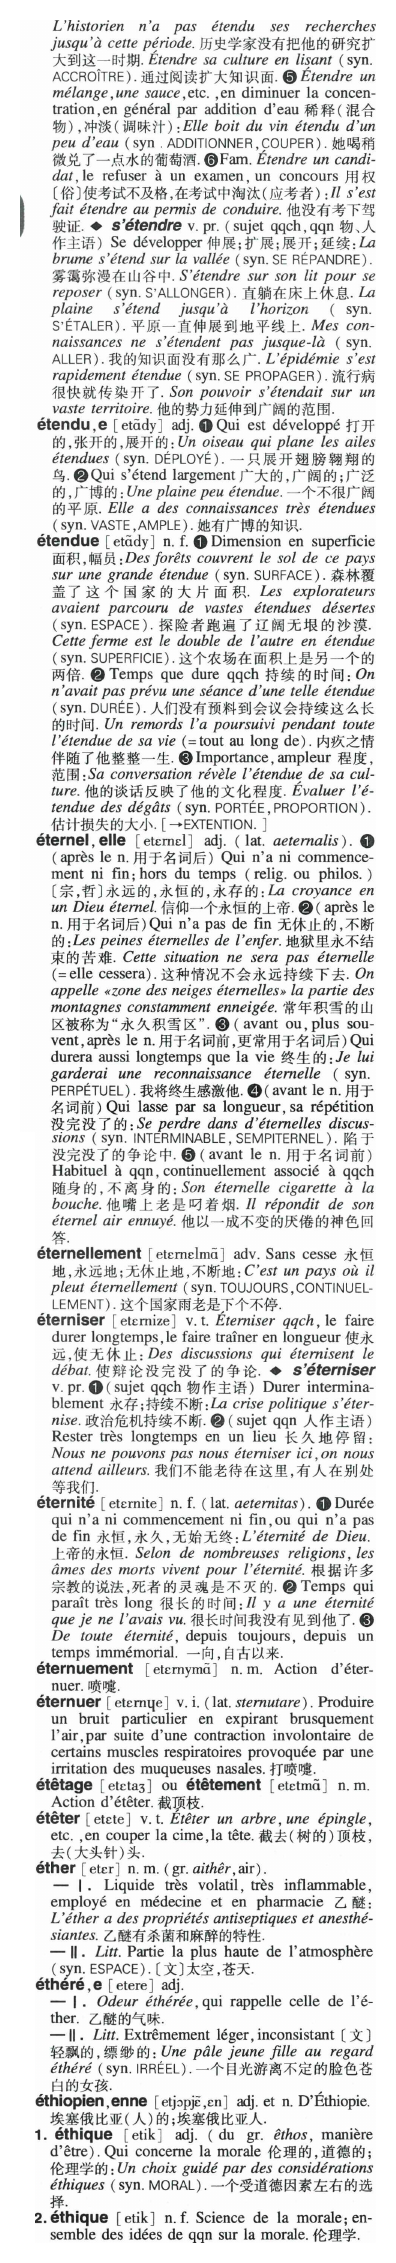 L'historien n'a pas étendu ses recherches
jusqu'à cette période. 历史学家没有把他的研究扩
大到这一时期. Étendre sa culture en lisant (syn.
ACCROÎTRE). 通过阅读扩大知识面. ❺ Étendre un
mélange, une sauce, etc., en diminuer la concen-
tration, en général par addition d'eau 稀释(混合
物),冲淡(调味汁):Elle boit du vin étendu d'un
peu d'eau (syn. ADDITIONNER, COUPER). 她喝稍
微兑了一点水的葡萄酒. ❻ Fam. Étendre un candi-
dat, le refuser à un examen, un concours 用权
〔俗〕使考试不及格,在考试中淘汰(应考者):Il s'est
fait étendre au permis de conduire. 他没有考下驾
驶证. ◆ s'étendre v. pr. (sujet qqch, qqn 物、人
作主语) Se développer 伸展;扩展;展开;延续:La
brume s'étend sur la vallée (syn. SE RÉPANDRE).
雾霭弥漫在山谷中. S'étendre sur son lit pour se
reposer (syn. S'ALLONGER). 直躺在床上休息. La
plaine s'étend jusqu'à l'horizon ( syn.
S'ÉTALER). 平原一直伸展到地平线上. Mes con-
naissances ne s'étendent pas jusque-là ( syn.
ALLER). 我的知识面没有那么广. L'épidémie s'est
rapidement étendue (syn. SE PROPAGER). 流行病
很快就传染开了. Son pouvoir s'étendait sur un
vaste territoire. 他的势力延伸到广阔的范围.
étendu, e [etɑ̃dy] adj. ❶ Qui est développé 打开
的,张开的,展开的:Un oiseau qui plane les ailes
étendues (syn. DÉPLOYÉ). 一只展开翅膀翱翔的
鸟. ❷ Qui s'étend largement 广大的,广阔的;广泛
的,广博的:Une plaine peu étendue. 一个不很广阔
的平原. Elle a des connaissances très étendues
(syn. VASTE, AMPLE). 她有广博的知识.
étendue [etɑ̃dy] n. f. ❶ Dimension en superficie
面积,幅员:Des forêts couvrent le sol de ce pays
sur une grande étendue (syn. SURFACE). 森林覆
盖了这个国家的大片面积. Les explorateurs
avaient parcouru de vastes étendues désertes
(syn. ESPACE). 探险者跑遍了辽阔无垠的沙漠.
Cette ferme est le double de l'autre en étendue
(syn. SUPERFICIE). 这个农场在面积上是另一个的
两倍. ❷ Temps que dure qqch 持续的时间:On
n'avait pas prévu une séance d'une telle étendue
(syn. DURÉE). 人们没有预料到会议会持续这么长
的时间. Un remords l'a poursuivi pendant toute
l'étendue de sa vie (= tout au long de). 内疚之情
伴随了他整整一生. ❸ Importance, ampleur 程度,
范围:Sa conversation révèle l'étendue de sa cul-
ture. 他的谈话反映了他的文化程度. Évaluer l'é-
tendue des dégâts (syn. PORTÉE, PROPORTION).
估计损失的大小. [→EXTENTION. ]
éternel, elle [etɛrnɛl] adj. ( lat. aeternalis). ❶
(après le n. 用于名词后) Qui n'a ni commence-
ment ni fin; hors du temps ( relig. ou philos. )
〔宗,哲〕永远的,永恒的,永存的:La croyance en
un Dieu éternel. 信仰一个永恒的上帝. ❷ (après le
n. 用于名词后) Qui n'a pas de fin 无休止的,不断
的:Les peines éternelles de l'enfer. 地狱里永不结
束的苦难. Cette situation ne sera pas éternelle
(= elle cessera). 这种情况不会永远持续下去. On
appelle «zone des neiges éternelles» la partie des
montagnes constamment enneigée. 常年积雪的山
区被称为“永久积雪区”. ❸ ( avant ou, plus sou-
vent, après le n. 用于名词前,更常用于名词后) Qui
durera aussi longtemps que la vie 终生的:Je lui
garderai une reconnaissance éternelle ( syn.
PERPÉTUEL). 我将终生感激他. ❹ (avant le n. 用于
名词前) Qui lasse par sa longueur, sa répétition
没完没了的:Se perdre dans d'éternelles discus-
sions ( syn. INTERMINABLE, SEMPITERNEL). 陷于
没完没了的争论中. ❺ (avant le n. 用于名词前)
Habituel à qqn, continuellement associé à qqch
随身的,不离身的:Son éternelle cigarette à la
bouche. 他嘴上老是叼着烟. Il répondit de son
éternel air ennuyé. 他以一成不变的厌倦的神色回
答.
éternellement [etɛrnɛlmɑ̃] adv. Sans cesse 永恒
地,永远地;无休止地,不断地:C'est un pays où il
pleut éternellement (syn. TOUJOURS, CONTINUEL-
LEMENT). 这个国家雨老是下个不停.
éterniser [etɛrnize] v. t. Éterniser qqch, le faire
durer longtemps, le faire traîner en longueur 使永
远,使无休止:Des discussions qui éternisent le
débat. 使辩论没完没了的争论. ◆ s'éterniser
v. pr. ❶ (sujet qqch 物作主语) Durer intermina-
blement 永存;持续不断:La crise politique s'éter-
nise. 政治危机持续不断. ❷ (sujet qqn 人作主语)
Rester très longtemps en un lieu 长久地停留:
Nous ne pouvons pas nous éterniser ici, on nous
attend ailleurs. 我们不能老待在这里,有人在别处
等我们.
éternité [etɛrnite] n. f. ( lat. aeternitas). ❶ Durée
qui n'a ni commencement ni fin, ou qui n'a pas
de fin 永恒,永久,无始无终:L'éternité de Dieu.
上帝的永恒. Selon de nombreuses religions, les
âmes des morts vivent pour l'éternité. 根据许多
宗教的说法,死者的灵魂是不灭的. ❷ Temps qui
paraît très long 很长的时间:Il y a une éternité
que je ne l'avais vu. 很长时间我没有见到他了. ❸
De toute éternité, depuis toujours, depuis un
temps immémorial. 一向,自古以来.
éternuement [etɛrnymɑ̃] n. m. Action d'éter-
nuer. 喷嚏.
éternuer [etɛrnɥe] v. i. (lat. sternutare). Produire
un bruit particulier en expirant brusquement
l'air, par suite d'une contraction involontaire de
certains muscles respiratoires provoquée par une
irritation des muqueuses nasales. 打喷嚏.
étêtage [etɛtaʒ] ou étêtement [etɛtmɑ̃] n. m.
Action d'étêter. 截顶枝.
étêter [etɛte] v. t. Étêter un arbre, une épingle,
etc., en couper la cime, la tête. 截去(树的)顶枝,
去(大头针)头.
éther [etɛr] n. m. (gr. aithêr, air).
— Ⅰ. Liquide très volatil, très inflammable,
employé en médecine et en pharmacie 乙醚:
L'éther a des propriétés antiseptiques et anesthé-
siantes. 乙醚有杀菌和麻醉的特性.
— Ⅱ. Litt. Partie la plus haute de l'atmosphère
(syn. ESPACE). 〔文〕太空,苍天.
éthéré, e [etere] adj.
— Ⅰ. Odeur éthérée, qui rappelle celle de l'é-
ther. 乙醚的气味.
— Ⅱ. Litt. Extrêmement léger, inconsistant 〔文〕
轻飘的,缥缈的:Une pâle jeune fille au regard
éthéré (syn. IRRÉEL). 一个目光游离不定的脸色苍
白的女孩.
éthiopien, enne [etjɔpjɛ̃, ɛn] adj. et n. D'Éthiopie.
埃塞俄比亚(人)的;埃塞俄比亚人.
1. éthique [etik] adj. ( du gr. êthos, manière
d'être). Qui concerne la morale 伦理的,道德的;
伦理学的:Un choix guidé par des considérations
éthiques (syn. MORAL). 一个受道德因素左右的选
择.
2. éthique [etik] n. f. Science de la morale; en-
semble des idées de qqn sur la morale. 伦理学.